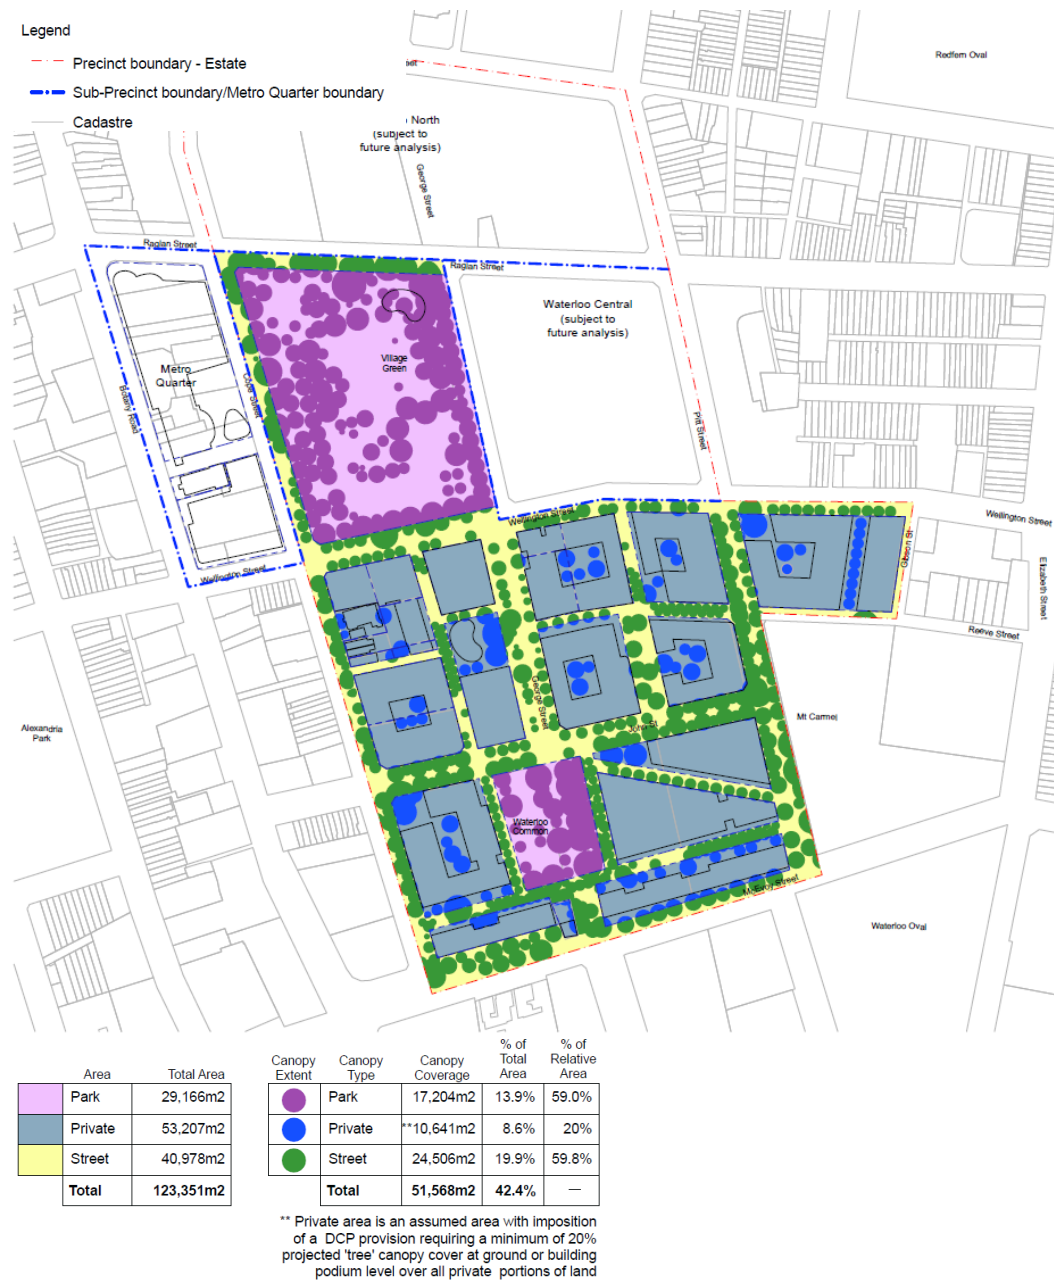 Legend
Precinct boundary - Estate
Sub-Precinct boundary/Metro Quarter boundary
Cadastre
Redfern Oval
North
(subject to
future analysis)
George Street
Raglan Street
Raglan Street
Waterloo Central
(subject to
future analysis)
Village
Green
Metro
Quarter
Cope Street
Botany Road
Pitt Street
Wellington Street
Wellington Street
Gibson St
Elizabeth Street
Wellington Street
Reeve Street
George Street
John St
Mt Carmel
Alexandria
Park
Waterloo
Common
McEvoy Street
Waterloo Oval
Area Total Area
Park 29,166m2
Private 53,207m2
Street 40,978m2
Total 123,351m2
Canopy Extent Canopy Type Canopy Coverage % of Total Area % of Relative Area
Park 17,204m2 13.9% 59.0%
Private **10,641m2 8.6% 20%
Street 24,506m2 19.9% 59.8%
Total 51,568m2 42.4% —
** Private area is an assumed area with imposition
of a DCP provision requiring a minimum of 20%
projected 'tree' canopy cover at ground or building
podium level over all private portions of land